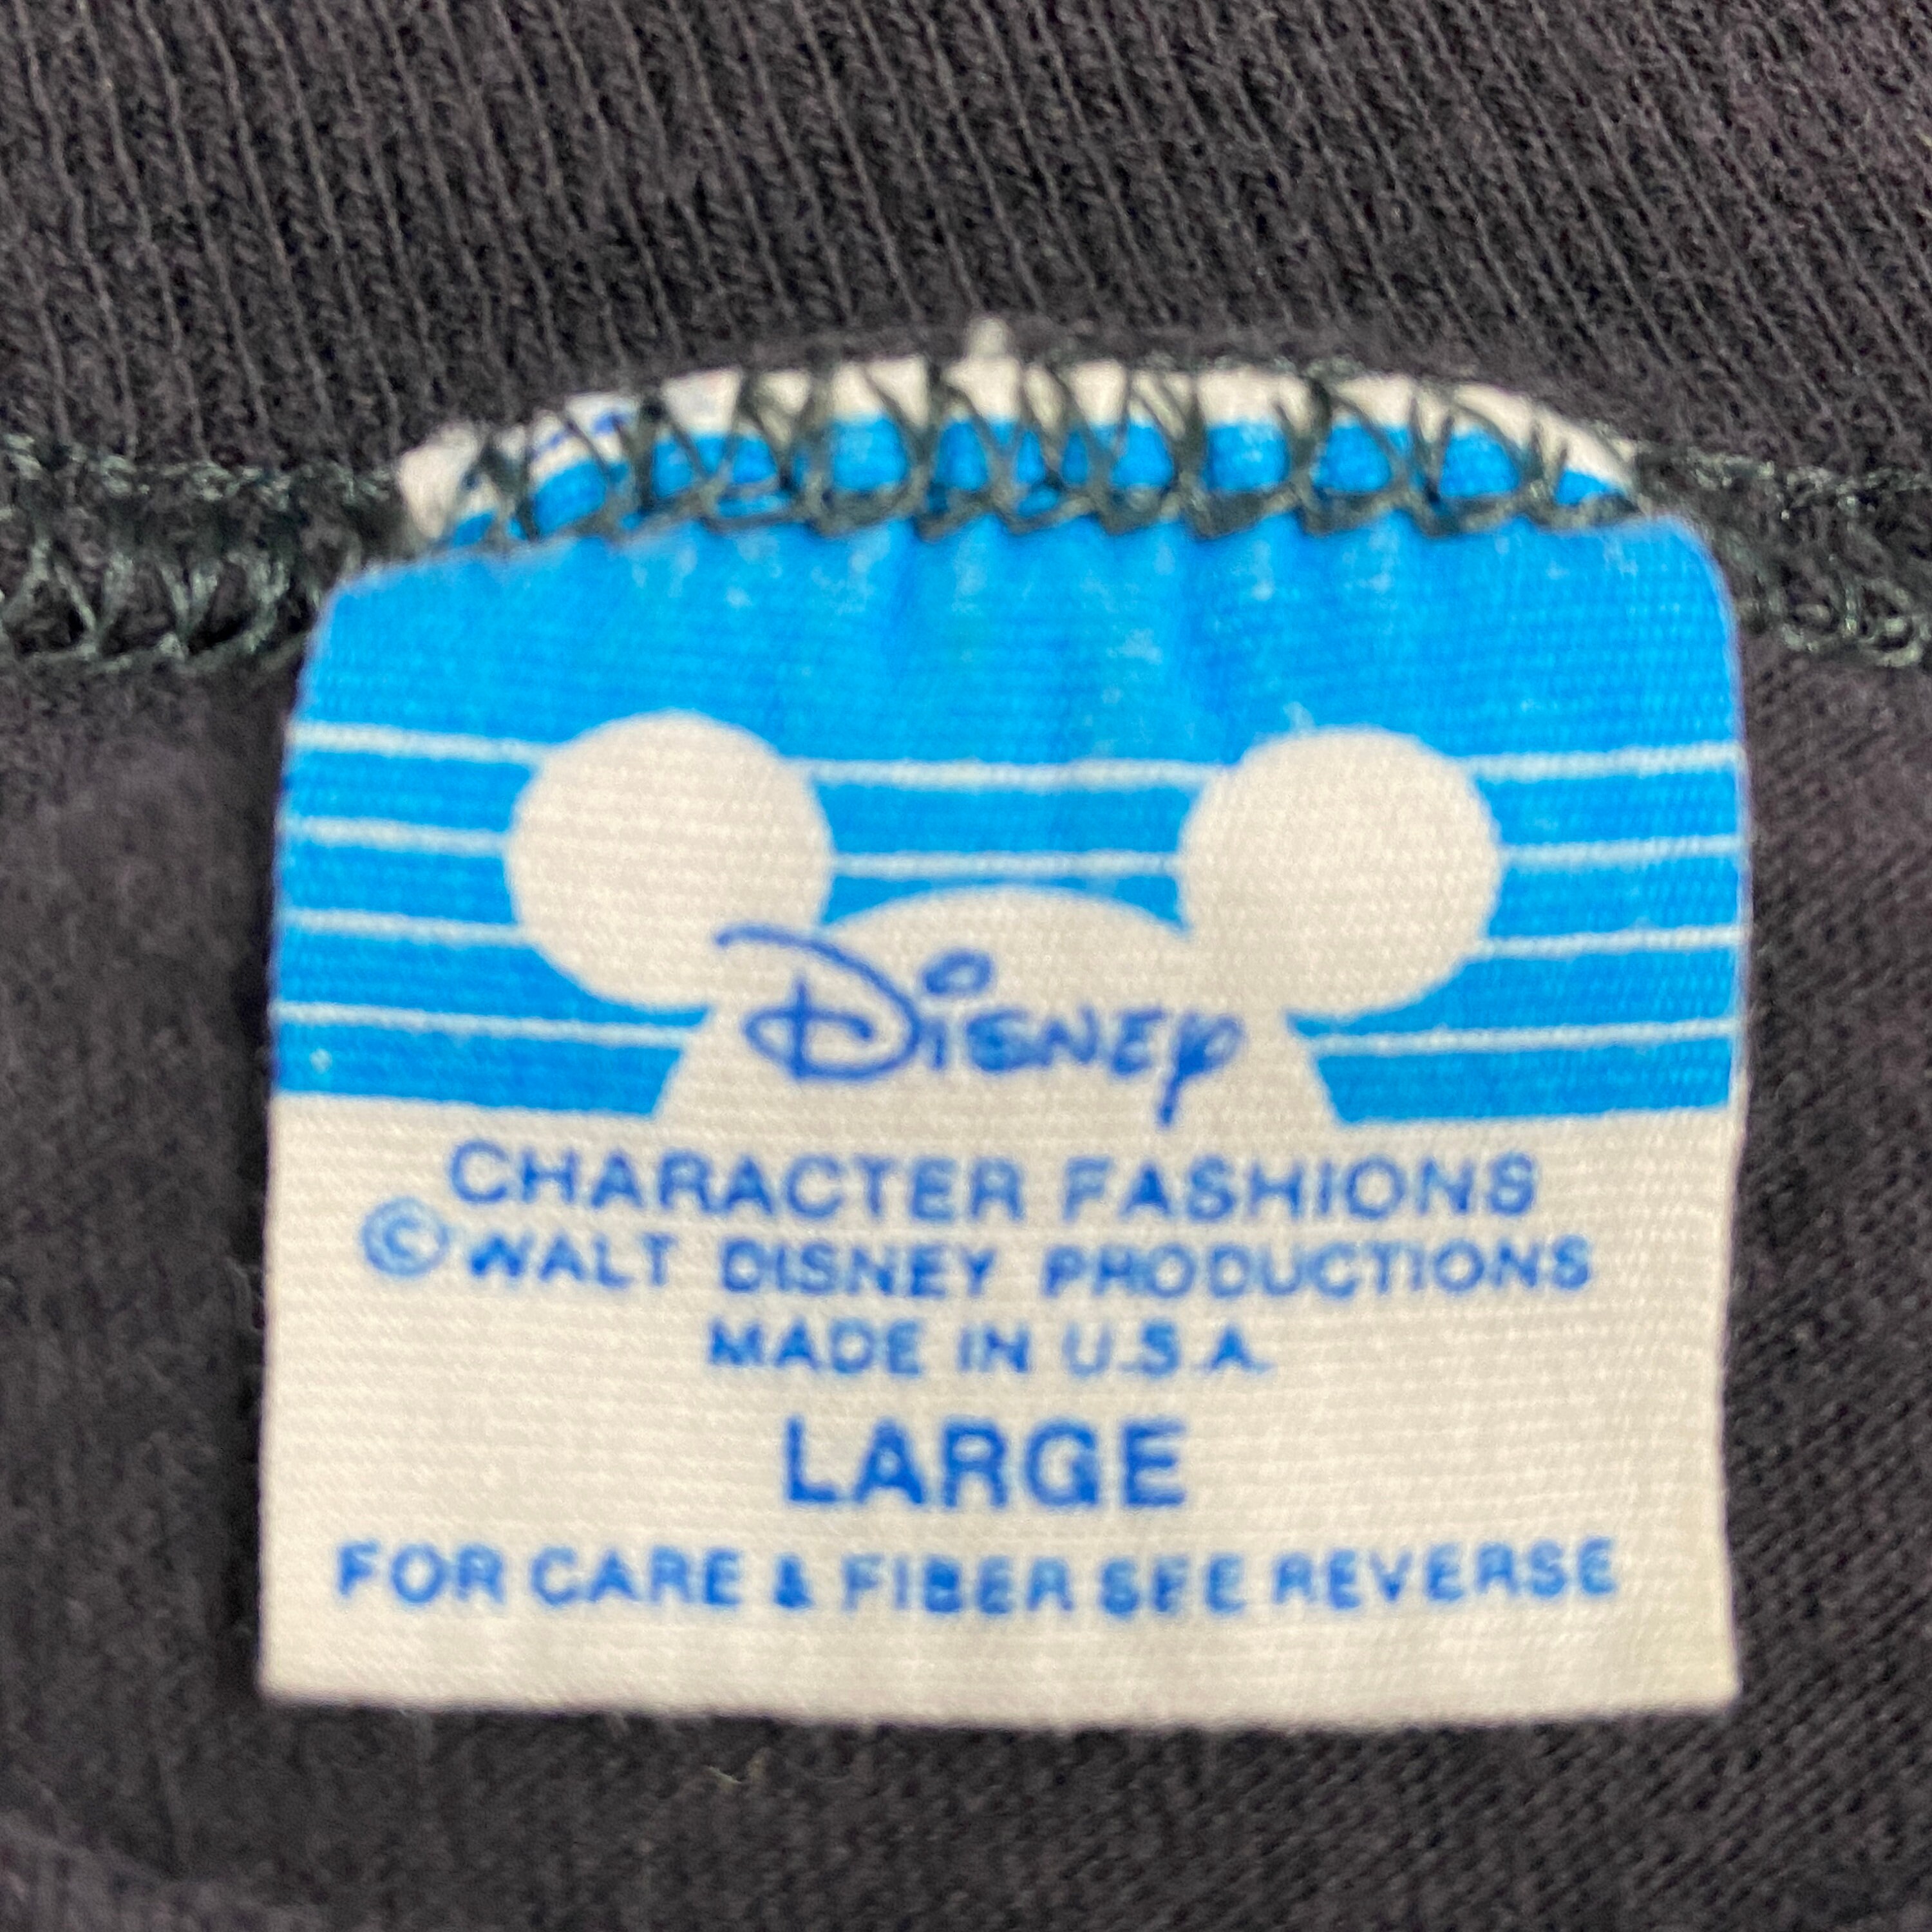 Disney
CHARACTER FASHIONS
© WALT DISNEY PRODUCTIONS
MADE IN U.S.A.
LARGE
FOR CARE & FIBER SEE REVERSE